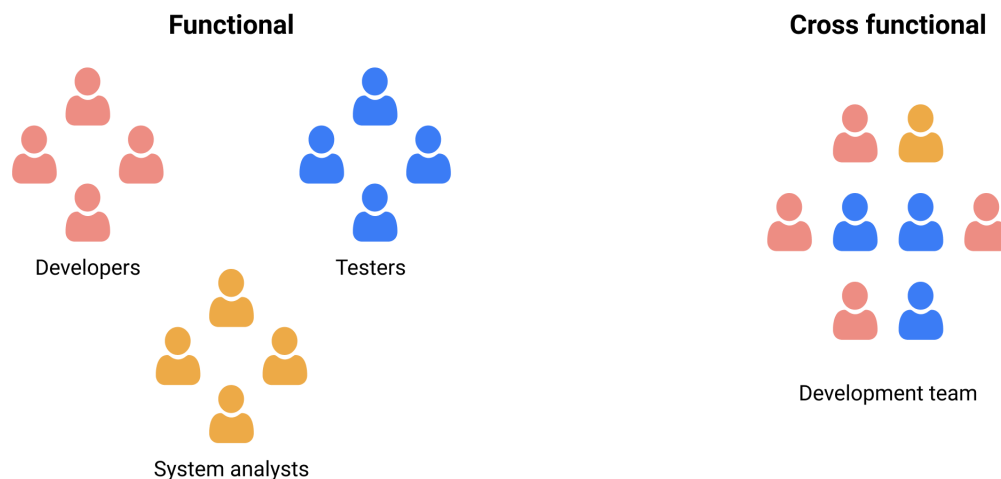 Functional
Cross functional
Developers
Testers
System analysts
Development team